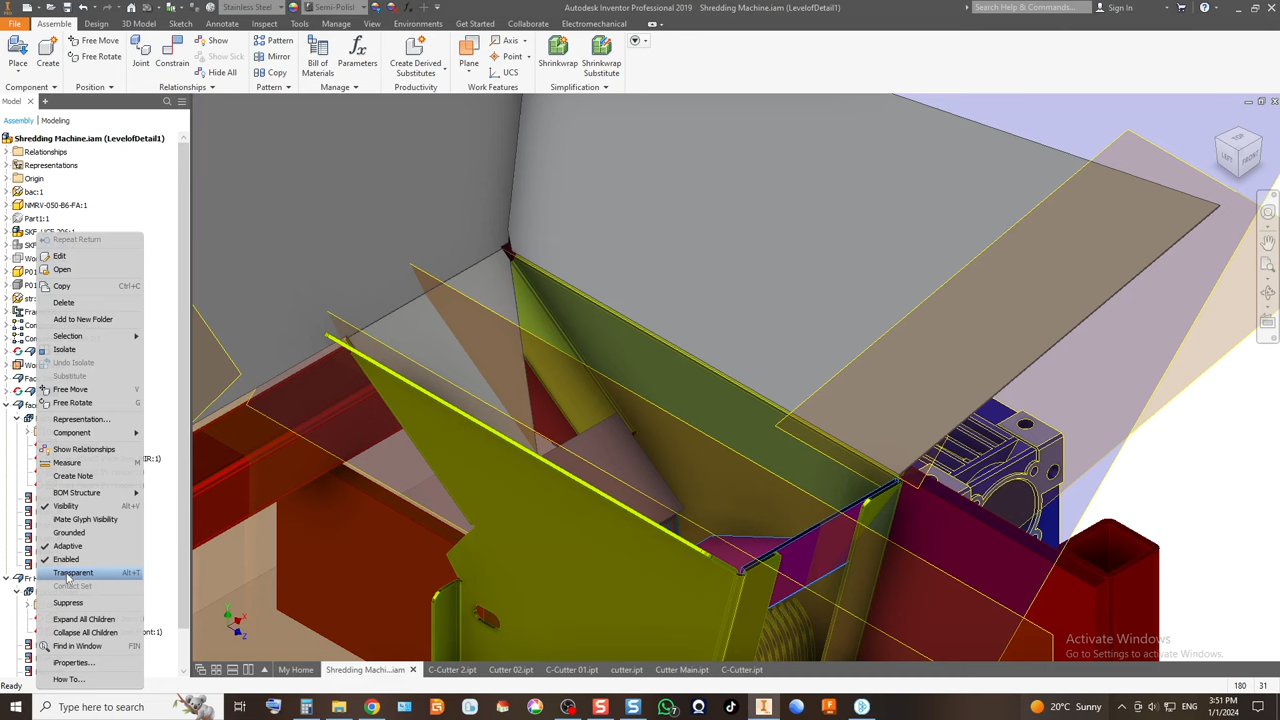 Stainless Steel
Semi-Polish
Autodesk Inventor Professional 2019 Shredding Machine.iam (LevelofDetail1)
Search Help & Commands...
Sign In
File Assemble Design 3D Model Sketch Annotate Inspect Tools Manage View Environments Get Started Collaborate Electromechanical
Free Move Show Pattern Axis
Free Rotate Show Sick Mirror Point
Place Create Joint Constrain Hide All Copy Bill of Materials Parameters Create Derived Substitutes Plane UCS Shrinkwrap Shrinkwrap Substitute
Component Position Relationships Pattern Manage Productivity Work Features Simplification
Model
Assembly Modeling
Shredding Machine.iam (LevelofDetail1)
Relationships
Representations
Origin
bac:1
NMRV-050-B6-FA:1
Part1:1
Repeat Return
Edit
Open
Copy Ctrl+C
Delete
Add to New Folder
Selection
Isolate
Undo Isolate
Substitute
Free Move V
Free Rotate G
Representation...
Component
Show Relationships
Measure M
Create Note
BOM Structure
Visibility Alt+V
iMate Glyph Visibility
Grounded
Adaptive
Enabled
Transparent Alt+T
Contact Set
Suppress
Expand All Children
Collapse All Children
Find in Window FIN
iProperties...
How To...
TOP
LEFT
FRONT
Y
X
Z
Activate Windows
Go to Settings to activate Windows.
My Home Shredding Machi...iam C-Cutter 2.ipt Cutter 02.ipt C-Cutter 01.ipt cutter.ipt Cutter Main.ipt C-Cutter.ipt
Ready
180 31
Type here to search
20°C Sunny
ENG
3:51 PM
1/1/2024